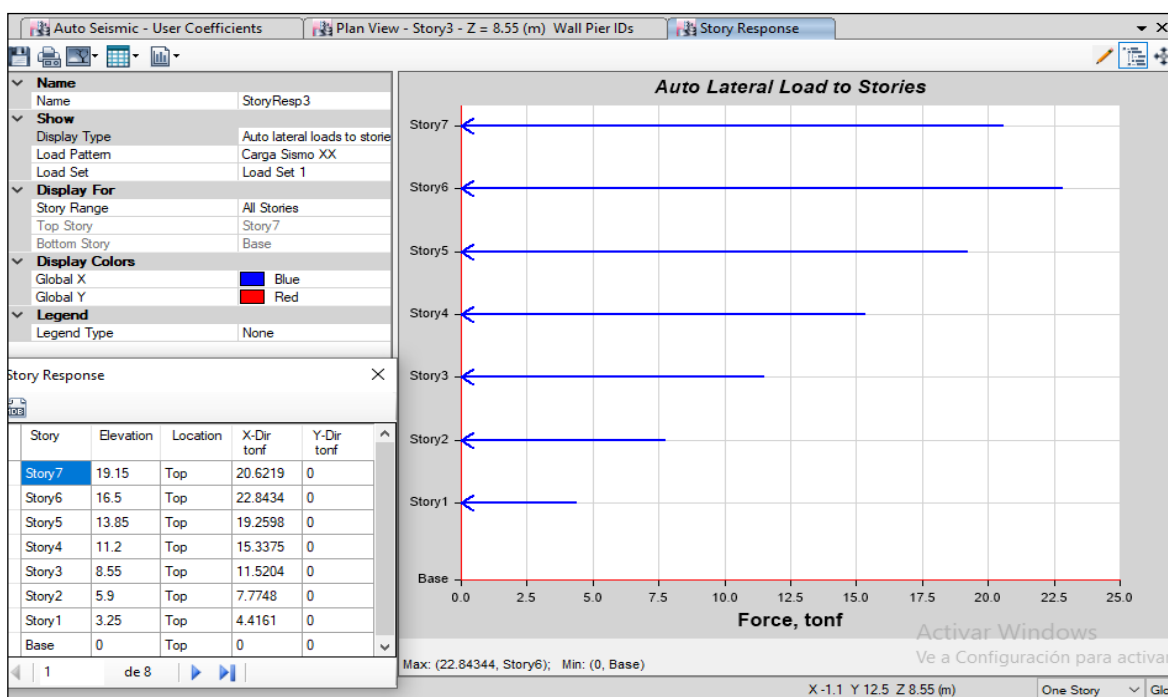 Auto Seismic - User Coefficients
Plan View - Story3 - Z = 8.55 (m) Wall Pier IDs
Story Response
Name
Name StoryResp3
Show
Display Type Auto lateral loads to storie
Load Pattern Carga Sismo XX
Load Set Load Set 1
Display For
Story Range All Stories
Top Story Story7
Bottom Story Base
Display Colors
Global X Blue
Global Y Red
Legend
Legend Type None
Story Response
Story Elevation Location X-Dir tonf Y-Dir tonf
Story7 19.15 Top 20.6219 0
Story6 16.5 Top 22.8434 0
Story5 13.85 Top 19.2598 0
Story4 11.2 Top 15.3375 0
Story3 8.55 Top 11.5204 0
Story2 5.9 Top 7.7748 0
Story1 3.25 Top 4.4161 0
Base 0 Top 0 0
1 de 8
Auto Lateral Load to Stories
Story7
Story6
Story5
Story4
Story3
Story2
Story1
Base
0.0 2.5 5.0 7.5 10.0 12.5 15.0 17.5 20.0 22.5 25.0
Force, tonf
Activar Windows
Ve a Configuración para activar
Max: (22.84344, Story6); Min: (0, Base)
X -1.1 Y 12.5 Z 8.55 (m)
One Story
Glo